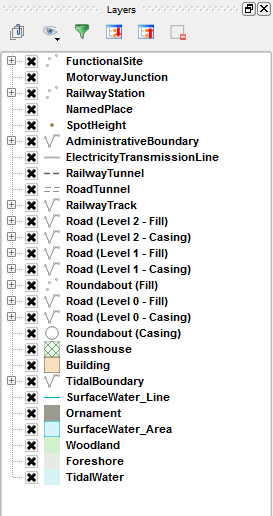 Layers
FunctionalSite
MotorwayJunction
RailwayStation
NamedPlace
SpotHeight
AdministrativeBoundary
ElectricityTransmissionLine
RailwayTunnel
RoadTunnel
RailwayTrack
Road (Level 2 - Fill)
Road (Level 2 - Casing)
Road (Level 1 - Fill)
Road (Level 1 - Casing)
Roundabout (Fill)
Road (Level 0 - Fill)
Road (Level 0 - Casing)
Roundabout (Casing)
Glasshouse
Building
TidalBoundary
SurfaceWater_Line
Ornament
SurfaceWater_Area
Woodland
Foreshore
TidalWater